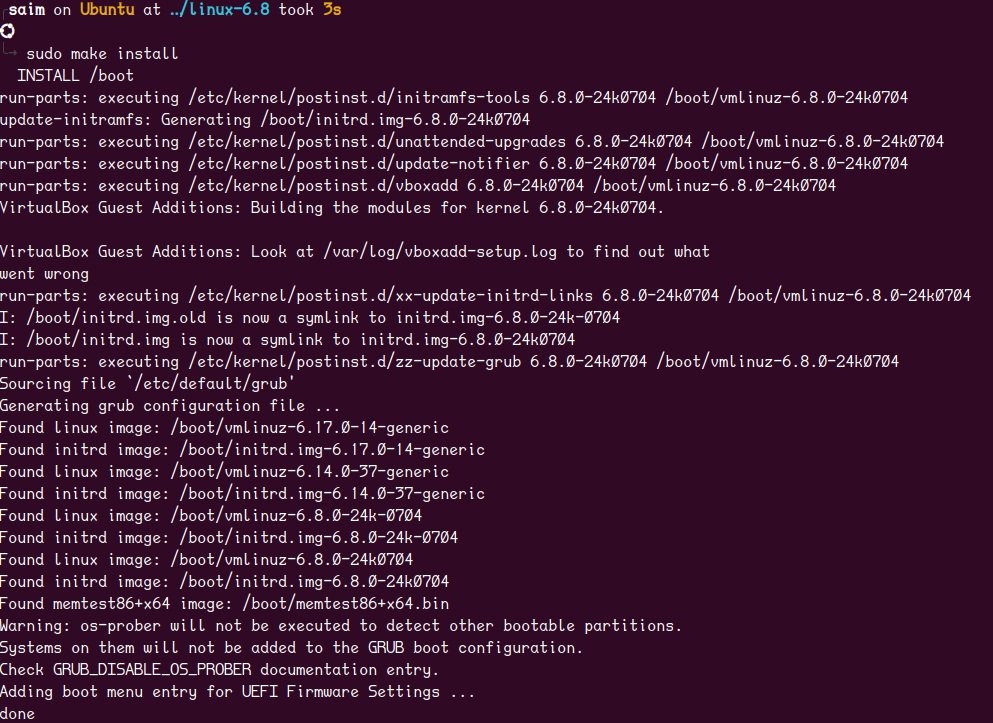 saim on Ubuntu at ../linux-6.8 took 3s
sudo make install
INSTALL /boot
run-parts: executing /etc/kernel/postinst.d/initramfs-tools 6.8.0-24k0704 /boot/vmlinuz-6.8.0-24k0704
update-initramfs: Generating /boot/initrd.img-6.8.0-24k0704
run-parts: executing /etc/kernel/postinst.d/unattended-upgrades 6.8.0-24k0704 /boot/vmlinuz-6.8.0-24k0704
run-parts: executing /etc/kernel/postinst.d/update-notifier 6.8.0-24k0704 /boot/vmlinuz-6.8.0-24k0704
run-parts: executing /etc/kernel/postinst.d/vboxadd 6.8.0-24k0704 /boot/vmlinuz-6.8.0-24k0704
VirtualBox Guest Additions: Building the modules for kernel 6.8.0-24k0704.
VirtualBox Guest Additions: Look at /var/log/vboxadd-setup.log to find out what
went wrong
run-parts: executing /etc/kernel/postinst.d/xx-update-initrd-links 6.8.0-24k0704 /boot/vmlinuz-6.8.0-24k0704
I: /boot/initrd.img.old is now a symlink to initrd.img-6.8.0-24k-0704
I: /boot/initrd.img is now a symlink to initrd.img-6.8.0-24k0704
run-parts: executing /etc/kernel/postinst.d/zz-update-grub 6.8.0-24k0704 /boot/vmlinuz-6.8.0-24k0704
Sourcing file `/etc/default/grub'
Generating grub configuration file ...
Found linux image: /boot/vmlinuz-6.17.0-14-generic
Found initrd image: /boot/initrd.img-6.17.0-14-generic
Found linux image: /boot/vmlinuz-6.14.0-37-generic
Found initrd image: /boot/initrd.img-6.14.0-37-generic
Found linux image: /boot/vmlinuz-6.8.0-24k-0704
Found initrd image: /boot/initrd.img-6.8.0-24k-0704
Found linux image: /boot/vmlinuz-6.8.0-24k0704
Found initrd image: /boot/initrd.img-6.8.0-24k0704
Found memtest86+x64 image: /boot/memtest86+x64.bin
Warning: os-prober will not be executed to detect other bootable partitions.
Systems on them will not be added to the GRUB boot configuration.
Check GRUB_DISABLE_OS_PROBER documentation entry.
Adding boot menu entry for UEFI Firmware Settings ...
done